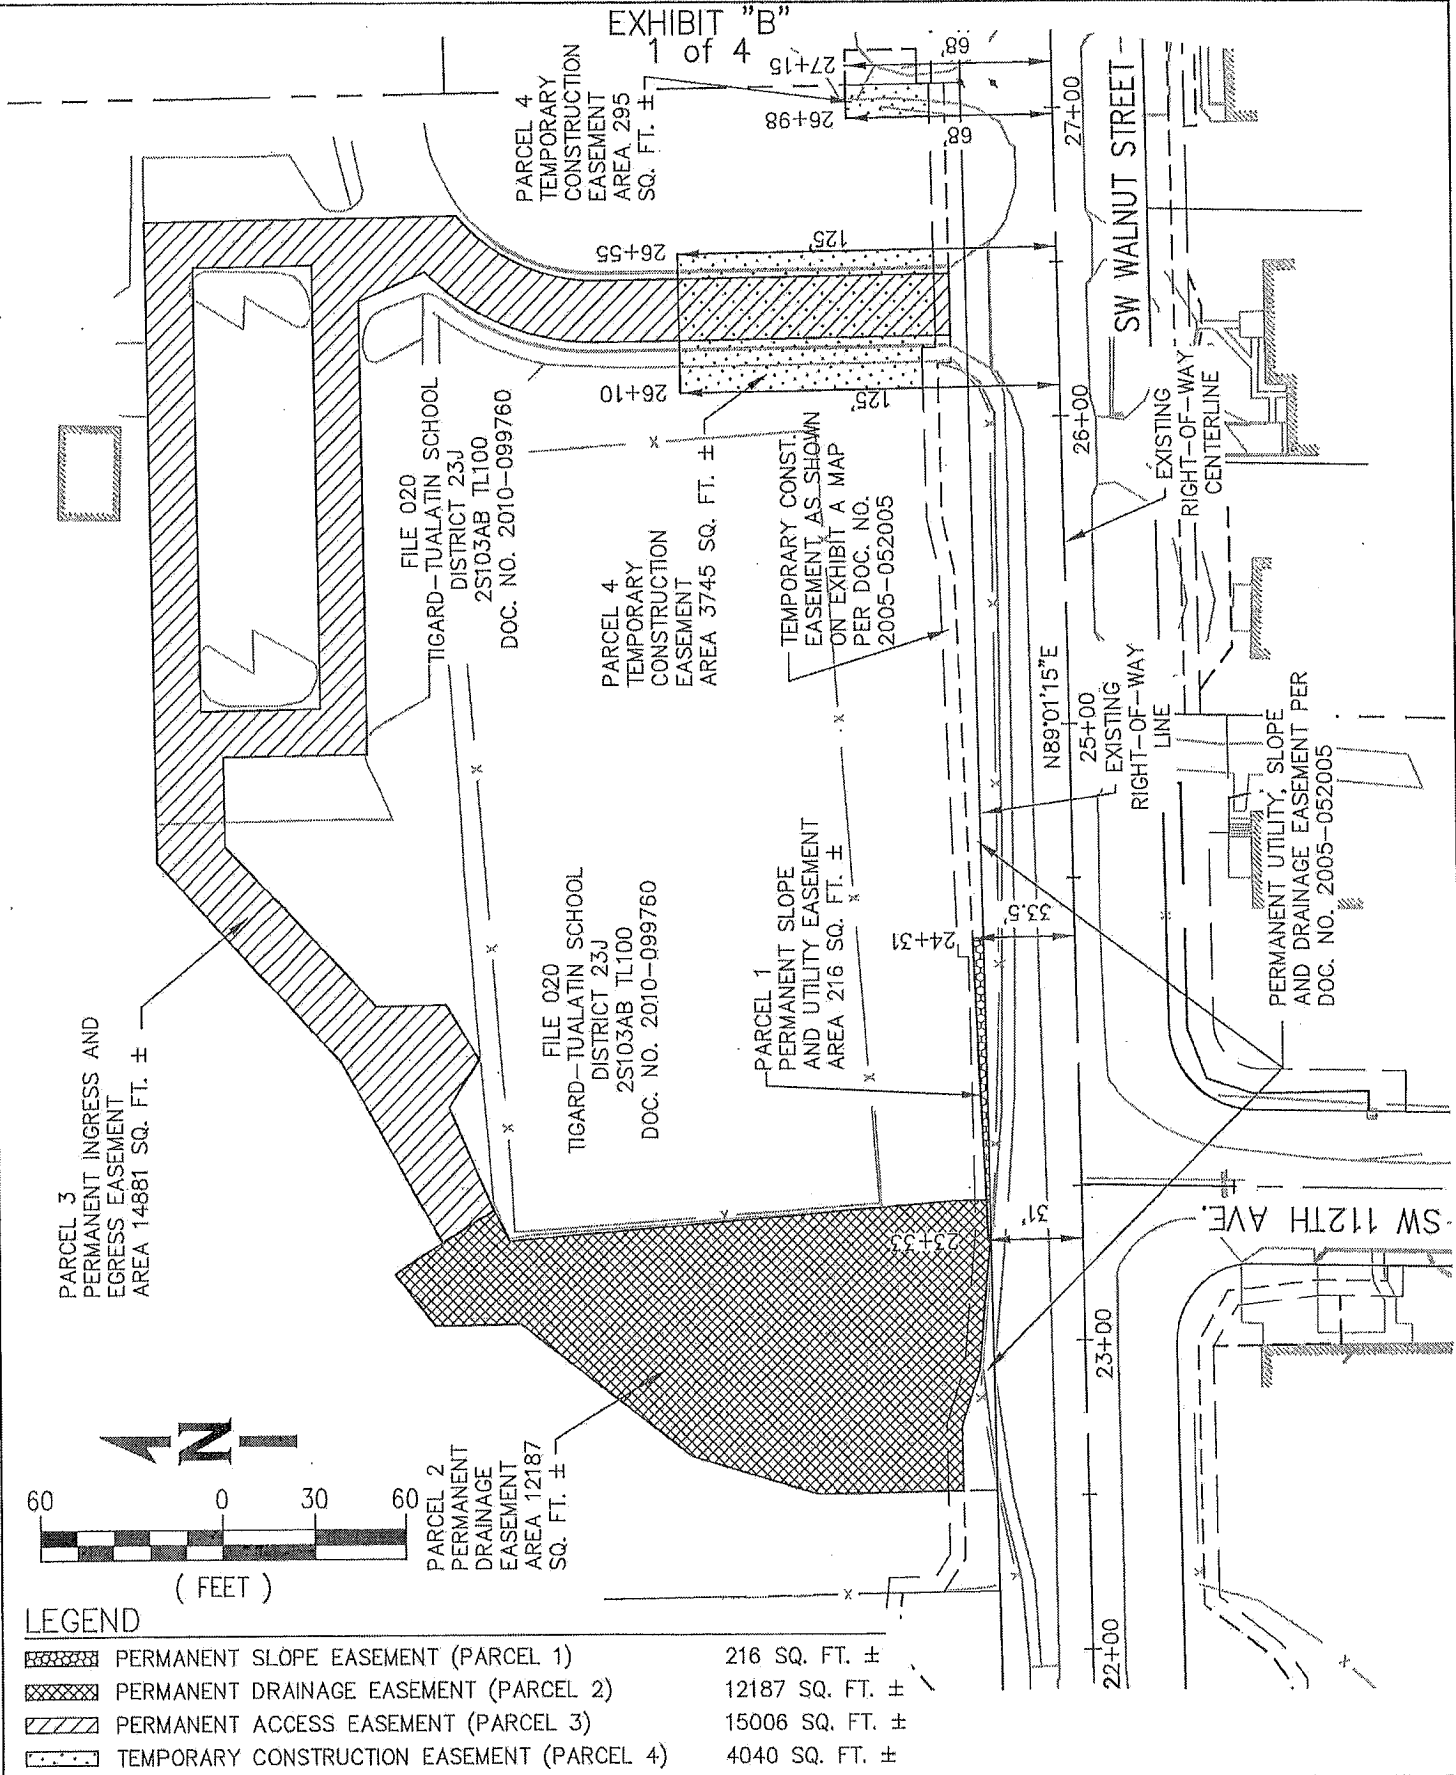 EXHIBIT "B"
1 of 4
PARCEL 4
TEMPORARY
CONSTRUCTION
EASEMENT
AREA 295
SQ. FT. ±
27+15
26+98
68'
68'
27+00
SW WALNUT STREET
26+55
125'
26+10
125'
26+00
FILE 020
TIGARD-TUALATIN SCHOOL
DISTRICT 23J
2S103AB TL100
DOC. NO. 2010-099760
PARCEL 4
TEMPORARY
CONSTRUCTION
EASEMENT
AREA 3745 SQ. FT. ±
TEMPORARY CONST.
EASEMENT AS SHOWN
ON EXHIBIT A MAP
PER DOC. NO.
2005-052005
EXISTING
RIGHT-OF-WAY
CENTERLINE
N89°01'15"E
25+00
EXISTING
RIGHT-OF-WAY
LINE
PERMANENT UTILITY, SLOPE
AND DRAINAGE EASEMENT PER
DOC. NO. 2005-052005
FILE 020
TIGARD-TUALATIN SCHOOL
DISTRICT 23J
2S103AB TL100
DOC. NO. 2010-099760
PARCEL 1
PERMANENT SLOPE
AND UTILITY EASEMENT
AREA 216 SQ. FT. ±
24+31
33.5'
PARCEL 3
PERMANENT INGRESS AND
EGRESS EASEMENT
AREA 14881 SQ. FT. ±
23+33
31'
SW 112TH AVE.
23+00
N
60 0 30 60
( FEET )
PARCEL 2
PERMANENT
DRAINAGE
EASEMENT
AREA 12187
SQ. FT. ±
22+00
LEGEND
PERMANENT SLOPE EASEMENT (PARCEL 1) 216 SQ. FT. ±
PERMANENT DRAINAGE EASEMENT (PARCEL 2) 12187 SQ. FT. ±
PERMANENT ACCESS EASEMENT (PARCEL 3) 15006 SQ. FT. ±
TEMPORARY CONSTRUCTION EASEMENT (PARCEL 4) 4040 SQ. FT. ±